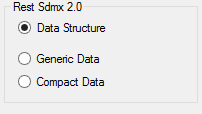 Rest Sdmx 2.0
Data Structure
Generic Data
Compact Data